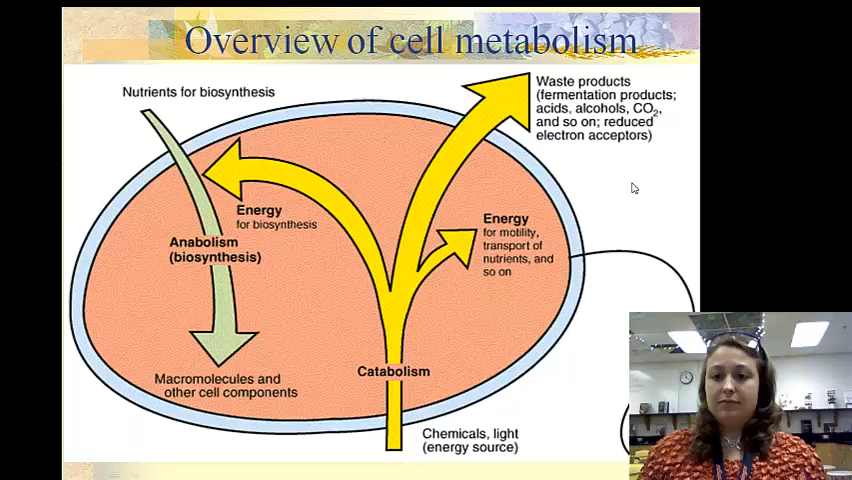 Overview of cell metabolism
Nutrients for biosynthesis
Waste products
(fermentation products;
acids, alcohols, CO2,
and so on; reduced
electron acceptors)
Energy
for biosynthesis
Energy
for motility,
transport of
nutrients, and
so on
Anabolism
(biosynthesis)
Catabolism
Macromolecules and
other cell components
Chemicals, light
(energy source)